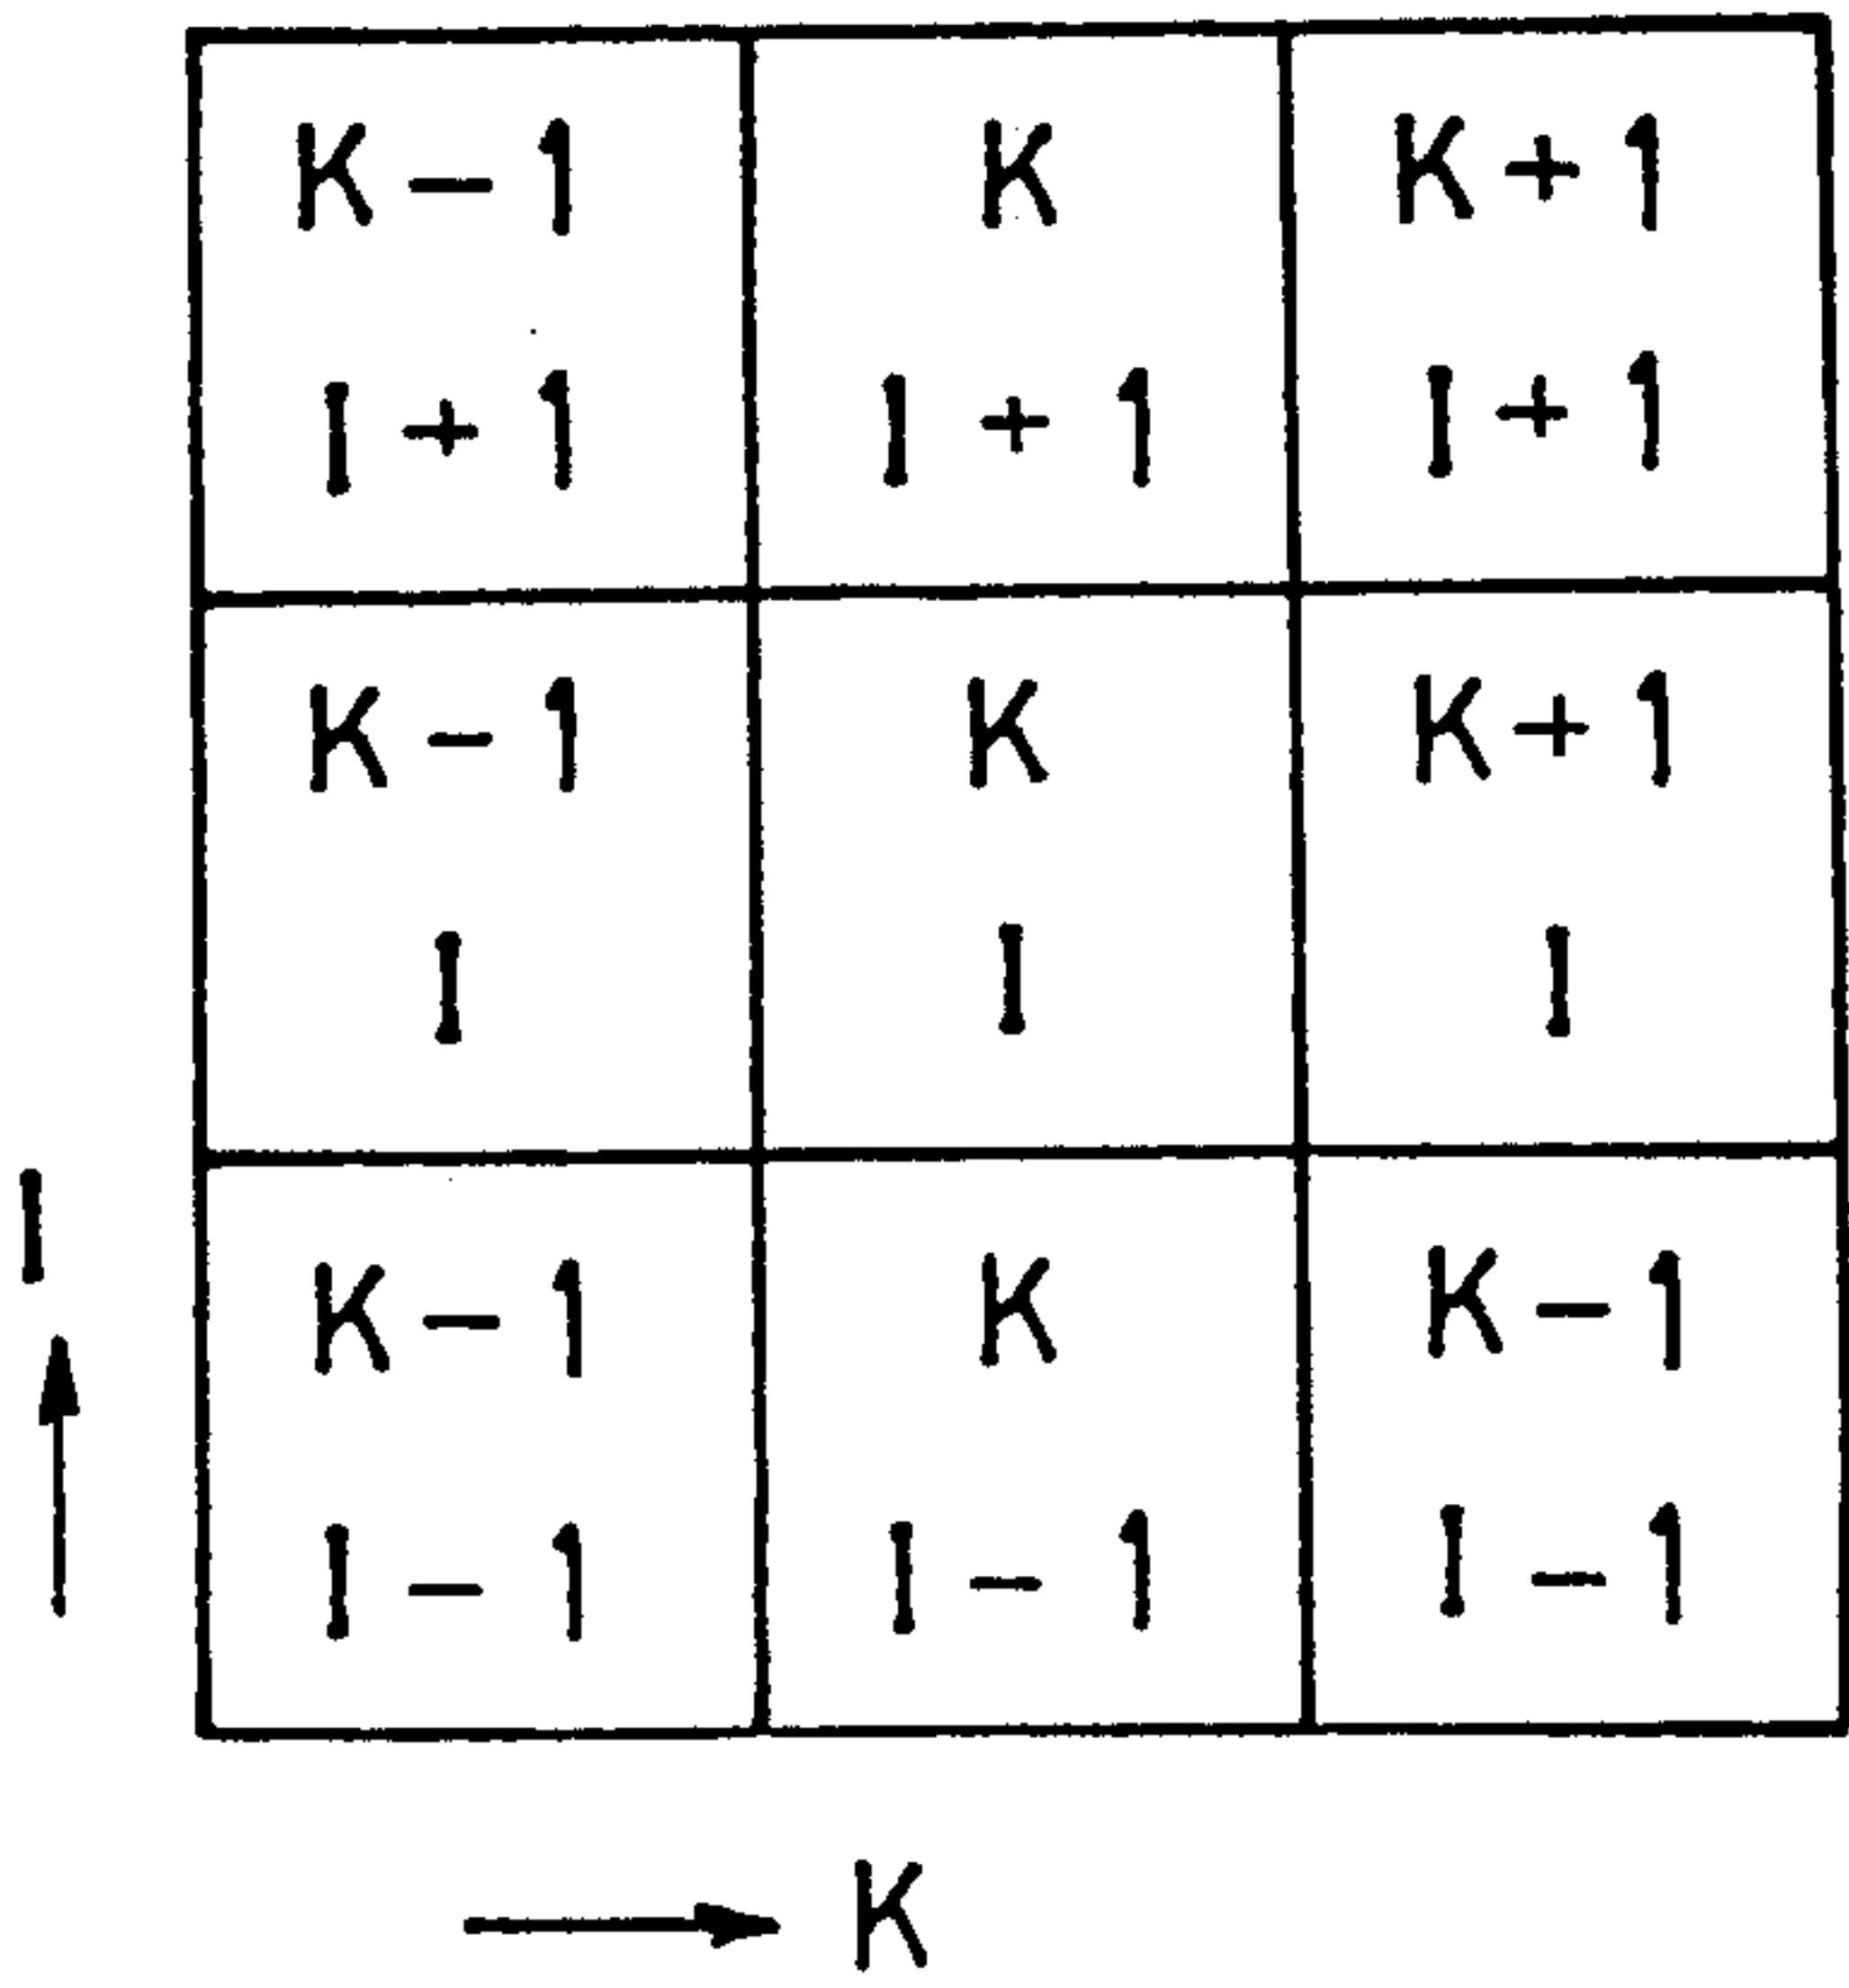 K − 1 K K + 1
I + 1 I + 1 I + 1
K − 1 K K + 1
I I I
I
K − 1 K K − 1
I − 1 I − 1 I − 1
K